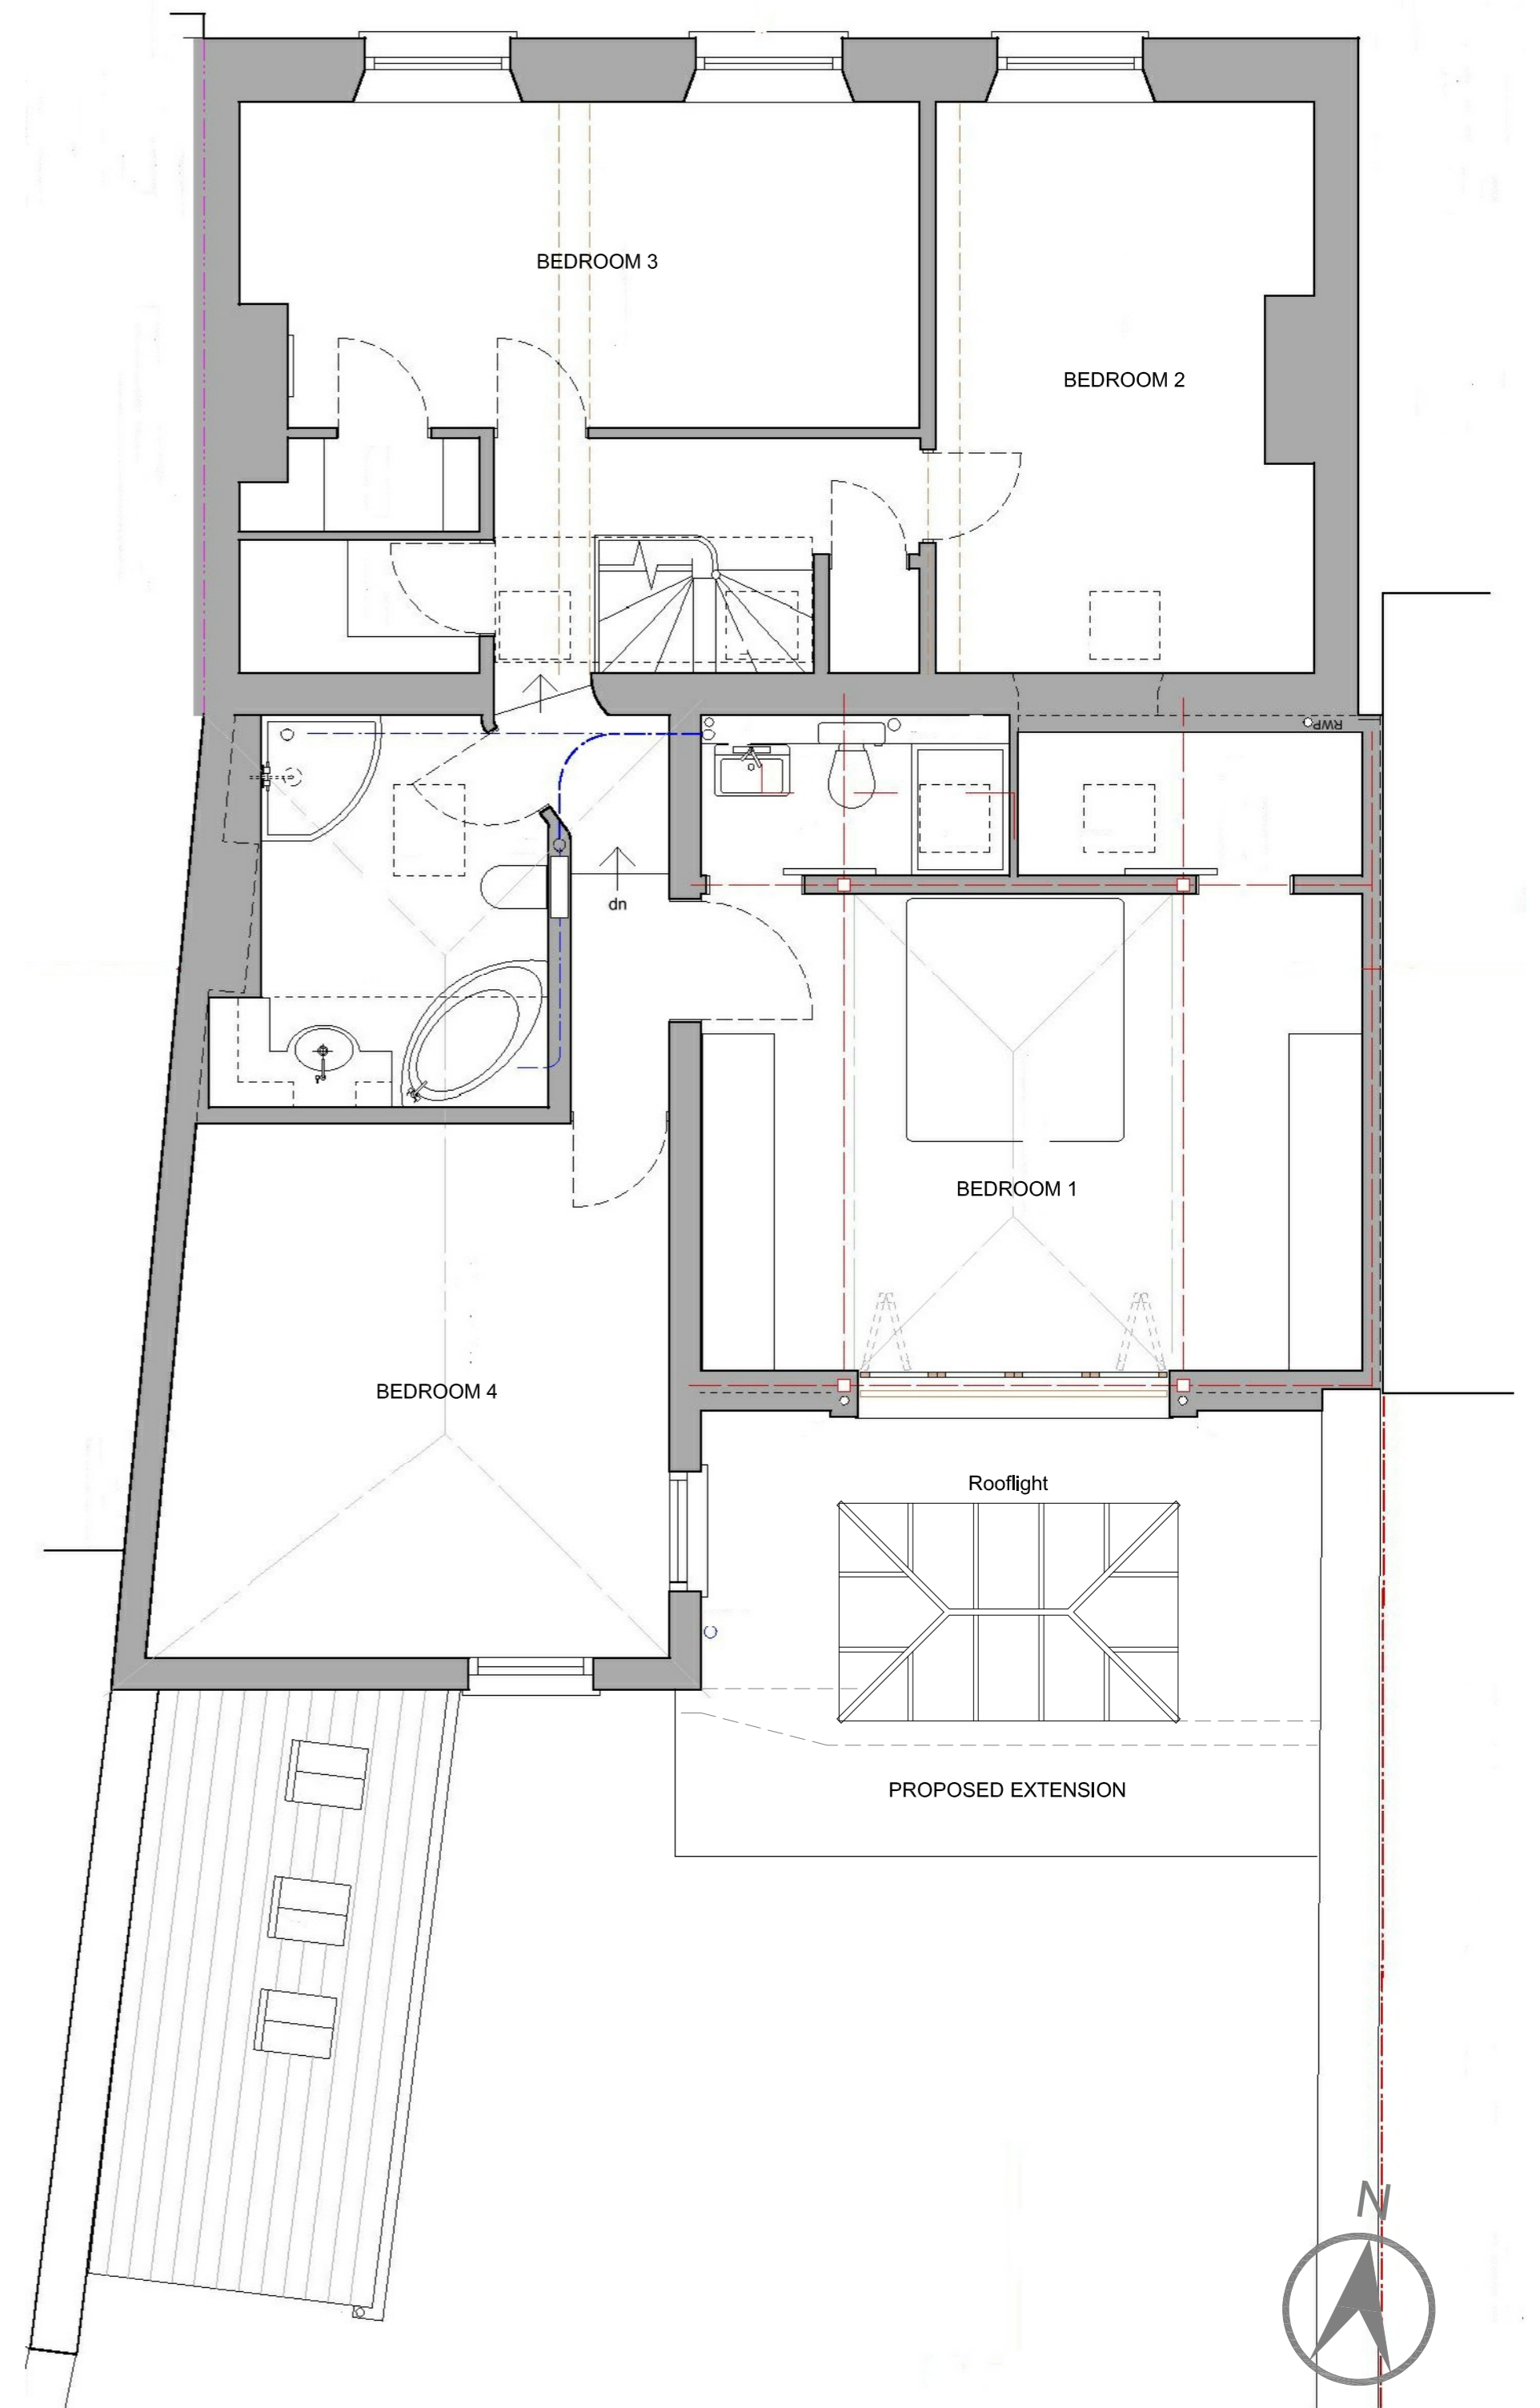 BEDROOM 3
BEDROOM 2
RWP
dn
BEDROOM 1
BEDROOM 4
Rooflight
PROPOSED EXTENSION
N